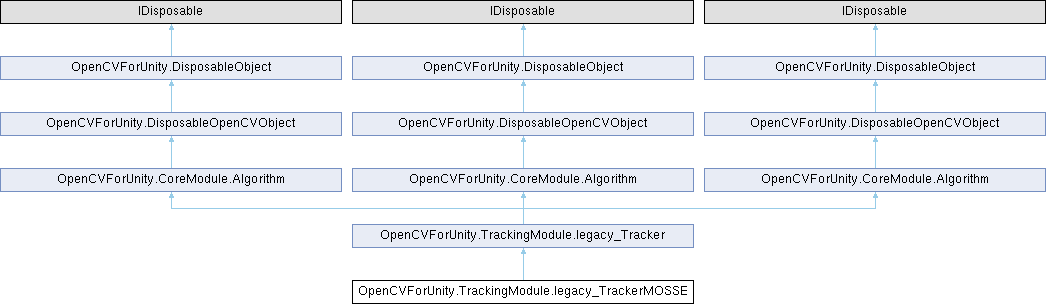 IDisposable IDisposable IDisposable
OpenCVForUnity.DisposableObject OpenCVForUnity.DisposableObject OpenCVForUnity.DisposableObject
OpenCVForUnity.DisposableOpenCVObject OpenCVForUnity.DisposableOpenCVObject OpenCVForUnity.DisposableOpenCVObject
OpenCVForUnity.CoreModule.Algorithm OpenCVForUnity.CoreModule.Algorithm OpenCVForUnity.CoreModule.Algorithm
OpenCVForUnity.TrackingModule.legacy_Tracker
OpenCVForUnity.TrackingModule.legacy_TrackerMOSSE